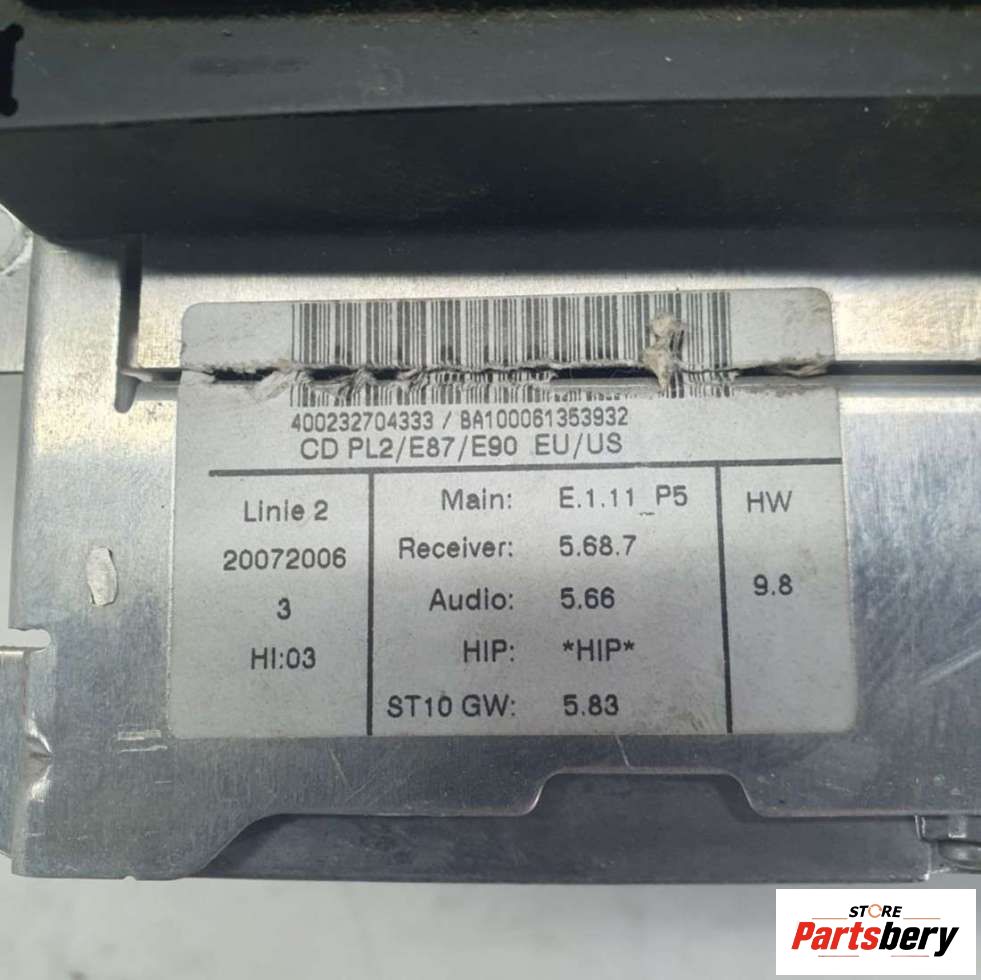 400232704333 / BA100061353932
CD PL2/E87/E90 EU/US
Linie 2
20072006
3
HI:03
Main: E.1.11_P5
Receiver: 5.68.7
Audio: 5.66
HIP: *HIP*
ST10 GW: 5.83
HW
9.8
STORE
Partsbery